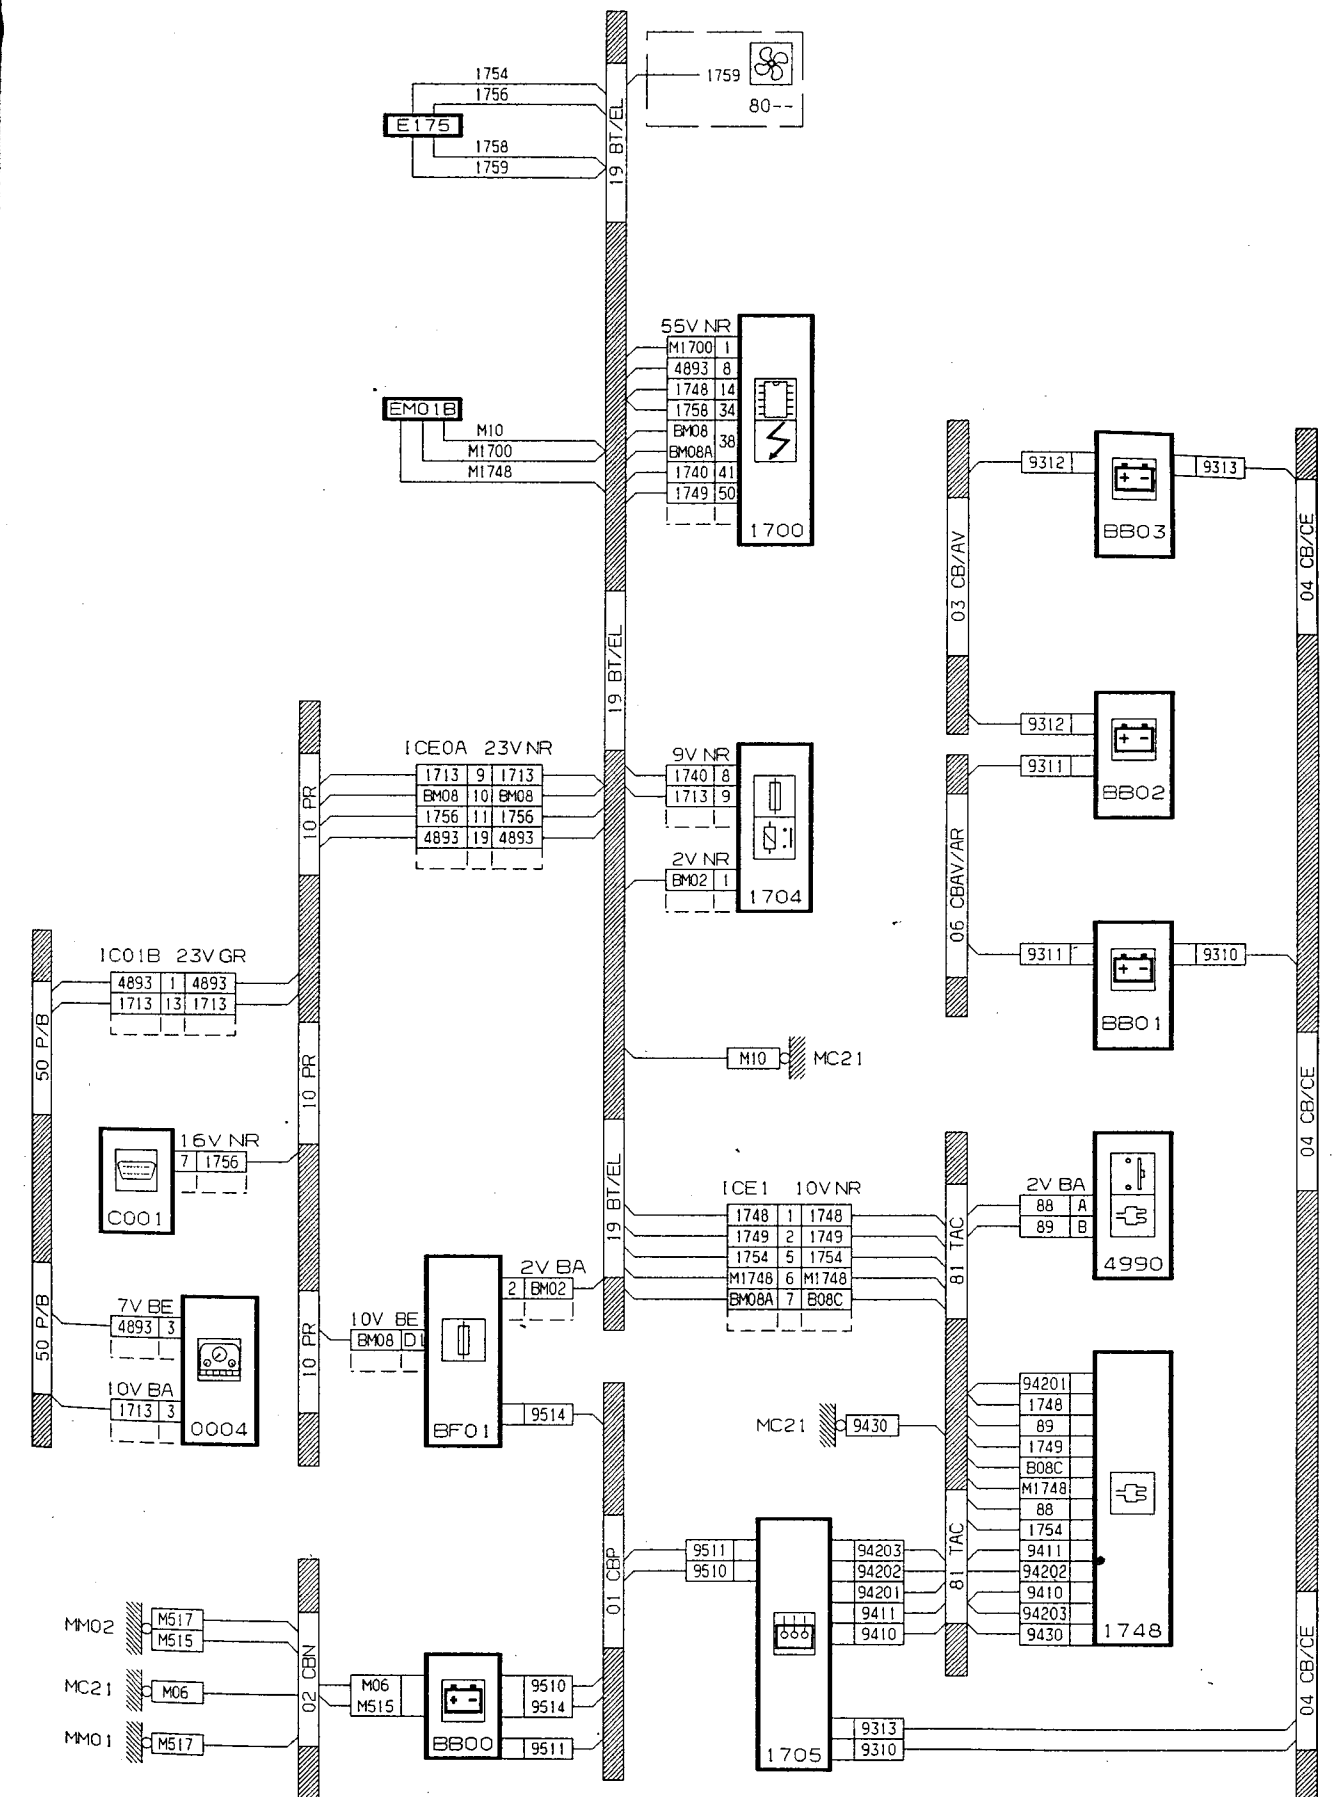 1754
1756
E175
1758
1759
19 BT/EL
1759
80--
55V NR
M1700 1
4893 8
1748 14
1758 34
BM08
BM08A 38
1740 41
1749 50
1700
EM01B
M10
M1700
M1748
19 BT/EL
9312
9313
BB03
03 CB/AV
04 CB/CE
9312
9311
BB02
06 CBAV/AR
9311
9310
BB01
ICE0A 23V NR
1713 9 1713
BM08 10 BM08
1756 11 1756
4893 19 4893
10 PR
9V NR
1740 8
1713 9
2V NR
BM02 1
1704
IC01B 23V GR
4893 1 4893
1713 13 1713
50 P/B
10 PR
M10 MC21
04 CB/CE
16V NR
7 1756
C001
19 BT/EL
ICE1 10V NR
1748 1 1748
1749 2 1749
1754 5 1754
M1748 6 M1748
BM08A 7 B08C
81 TAC
2V BA
88 A
89 B
4990
50 P/B
7V BE
4893 3
10V BA
1713 3
0004
10 PR
10V BE
BM08 D1
2V BA
2 BM02
9514
BF01
MC21 9430
94201
1748
89
1749
B08C
M1748
88
1754
9411
94202
9410
94203
9430
1748
81 TAC
01 CBP
9511
9510
94203
94202
94201
9411
9410
9313
9310
1705
MM02
M517
M515
MC21 M06
MM01 M517
02 CBN
M06
M515
9510
9514
9511
BB00
04 CB/CE